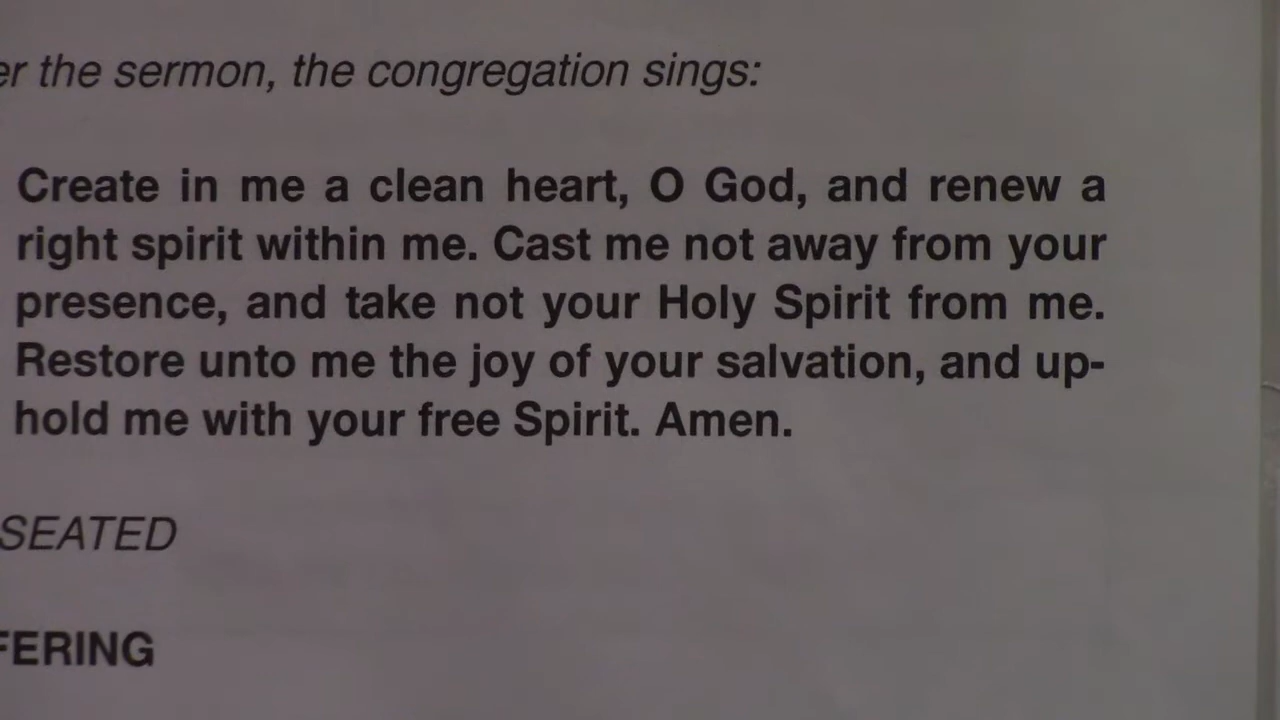 er the sermon, the congregation sings:
Create in me a clean heart, O God, and renew a
right spirit within me. Cast me not away from your
presence, and take not your Holy Spirit from me.
Restore unto me the joy of your salvation, and up-
hold me with your free Spirit. Amen.
SEATED
FERING